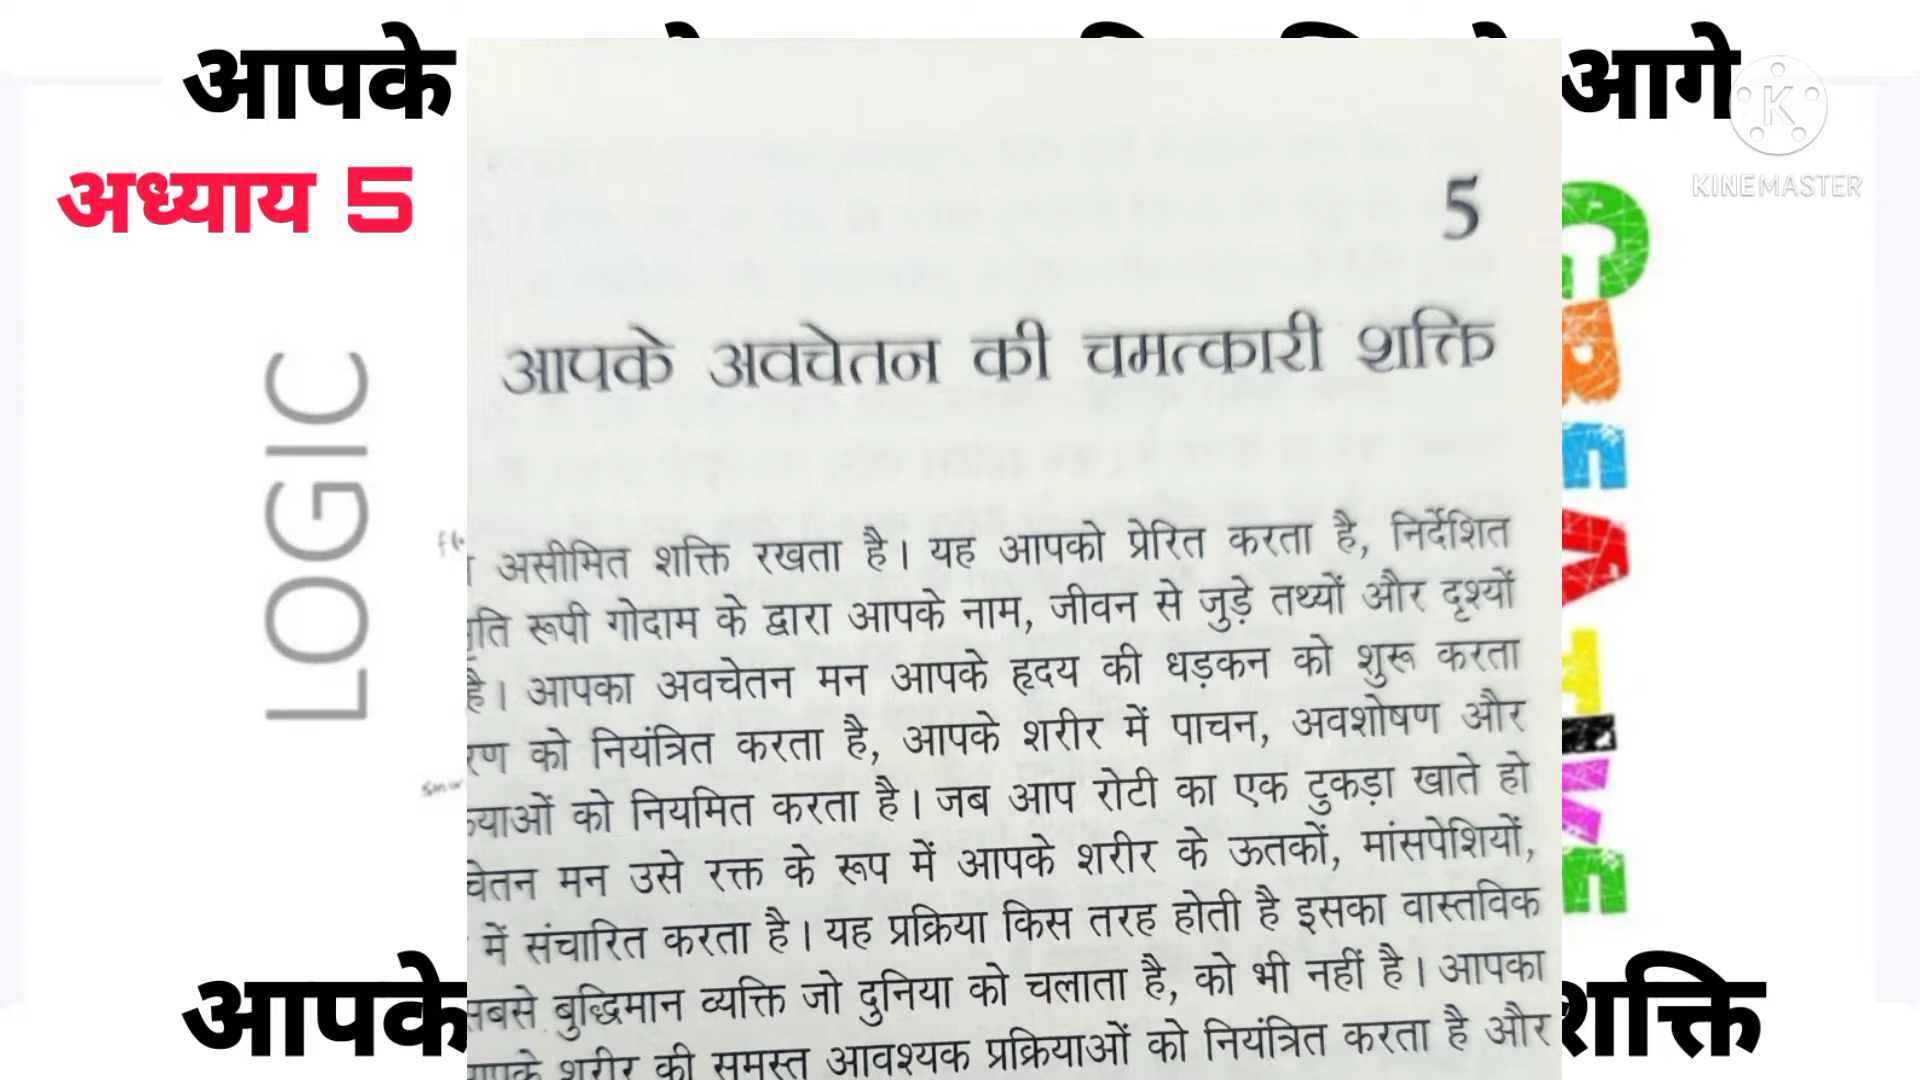 आपके आगे
K
KINEMASTER
अध्याय 5
LOGIC
CREATIVE
5
आपके अवचेतन की चमत्कारी शक्ति
असीमित शक्ति रखता है। यह आपको प्रेरित करता है, निर्देशित
रूपी गोदाम के द्वारा आपके नाम, जीवन से जुड़े तथ्यों और दृश्यों
है। आपका अवचेतन मन आपके हृदय की धड़कन को शुरू करता
को नियंत्रित करता है, आपके शरीर में पाचन, अवशोषण और
को नियमित करता है। जब आप रोटी का एक टुकड़ा खाते हो
मन उसे रक्त के रूप में आपके शरीर के ऊतकों, मांसपेशियों,
में संचारित करता है। यह प्रक्रिया किस तरह होती है इसका वास्तविक
सबसे बुद्धिमान व्यक्ति जो दुनिया को चलाता है, को भी नहीं है। आपका
शरीर की समस्त आवश्यक प्रक्रियाओं को नियंत्रित करता है और
आपके शक्ति